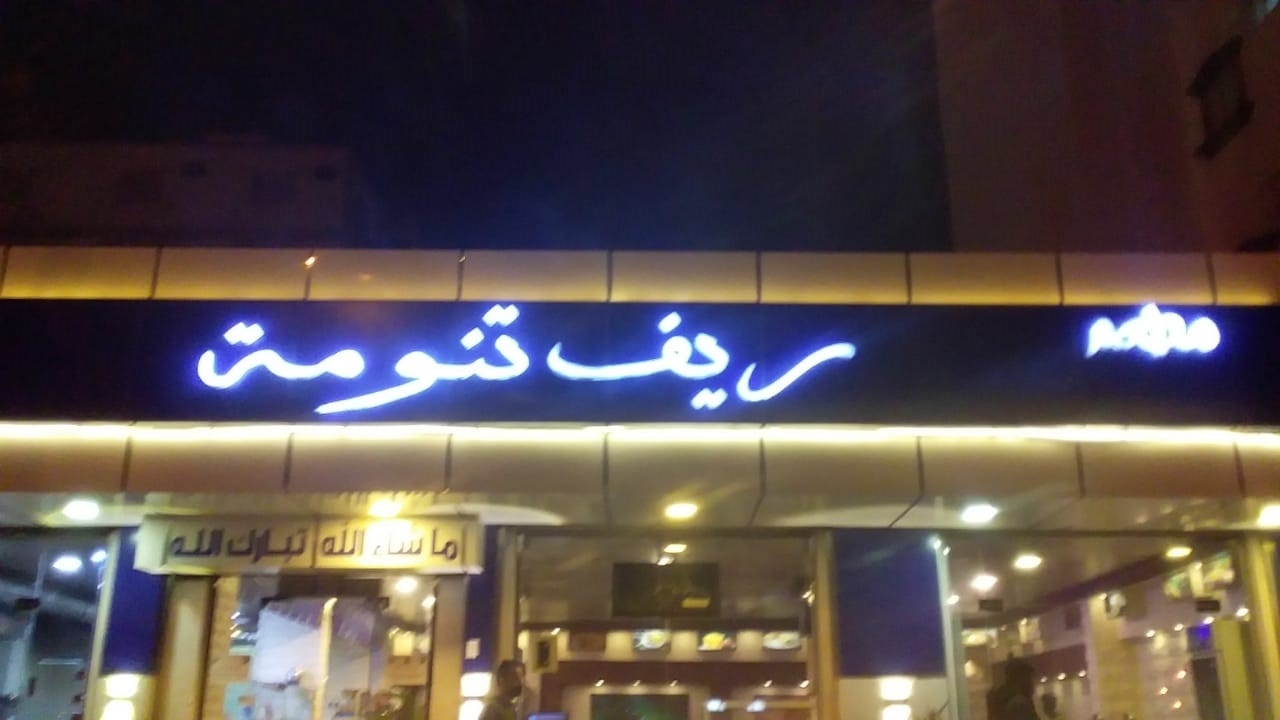 مطعم
ريف تنومة
ما شاء الله تبارك الله